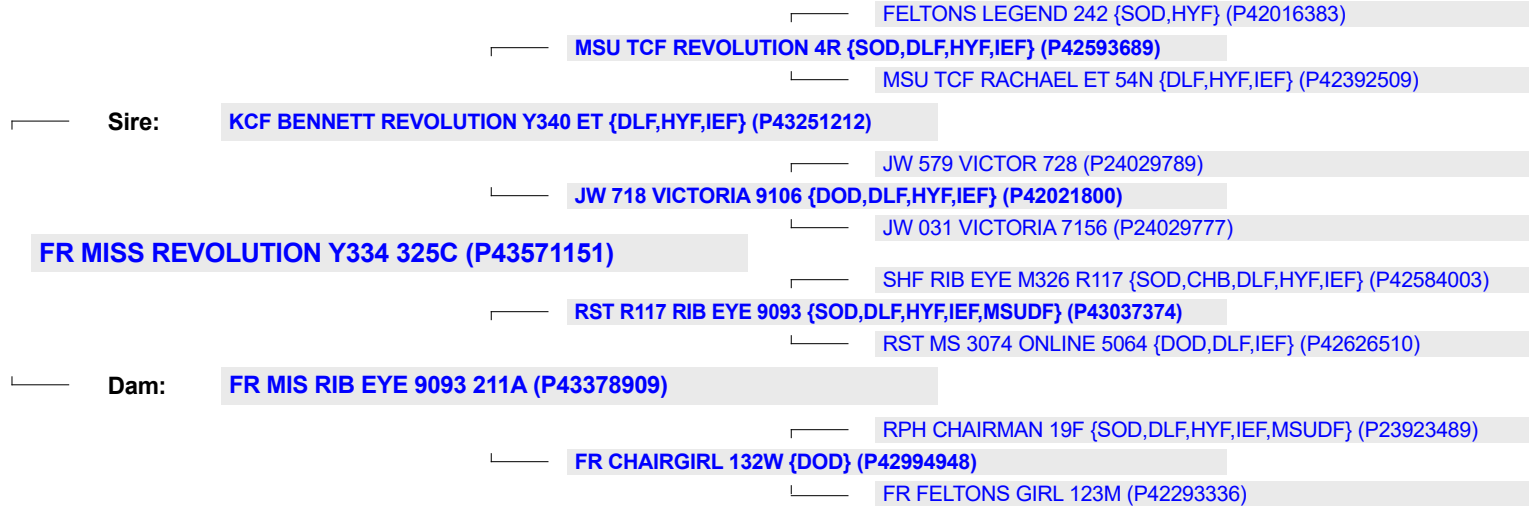 FELTONS LEGEND 242 {SOD,HYF} (P42016383)
MSU TCF REVOLUTION 4R {SOD,DLF,HYF,IEF} (P42593689)
MSU TCF RACHAEL ET 54N {DLF,HYF,IEF} (P42392509)
Sire: KCF BENNETT REVOLUTION Y340 ET {DLF,HYF,IEF} (P43251212)
JW 579 VICTOR 728 (P24029789)
JW 718 VICTORIA 9106 {DOD,DLF,HYF,IEF} (P42021800)
JW 031 VICTORIA 7156 (P24029777)
FR MISS REVOLUTION Y334 325C (P43571151)
SHF RIB EYE M326 R117 {SOD,CHB,DLF,HYF,IEF} (P42584003)
RST R117 RIB EYE 9093 {SOD,DLF,HYF,IEF,MSUDF} (P43037374)
RST MS 3074 ONLINE 5064 {DOD,DLF,IEF} (P42626510)
Dam: FR MIS RIB EYE 9093 211A (P43378909)
RPH CHAIRMAN 19F {SOD,DLF,HYF,IEF,MSUDF} (P23923489)
FR CHAIRGIRL 132W {DOD} (P42994948)
FR FELTONS GIRL 123M (P42293336)